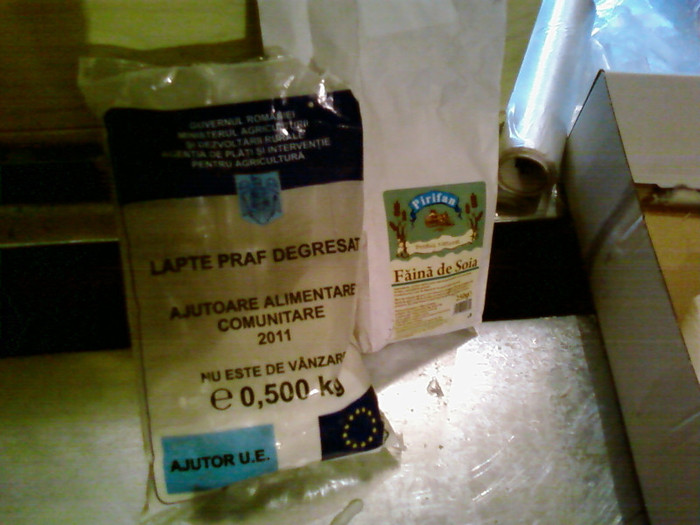 GUVERNUL ROMÂNIEI
MINISTERUL AGRICULTURII
ȘI DEZVOLTĂRII RURALE
AGENȚIA DE PLĂȚI ȘI INTERVENȚIE
PENTRU AGRICULTURĂ
LAPTE PRAF DEGRESAT
AJUTOARE ALIMENTARE
COMUNITARE
2011
NU ESTE DE VÂNZARE
e 0,500 kg
AJUTOR U.E.
Pirifan
Făină de Soia
250g